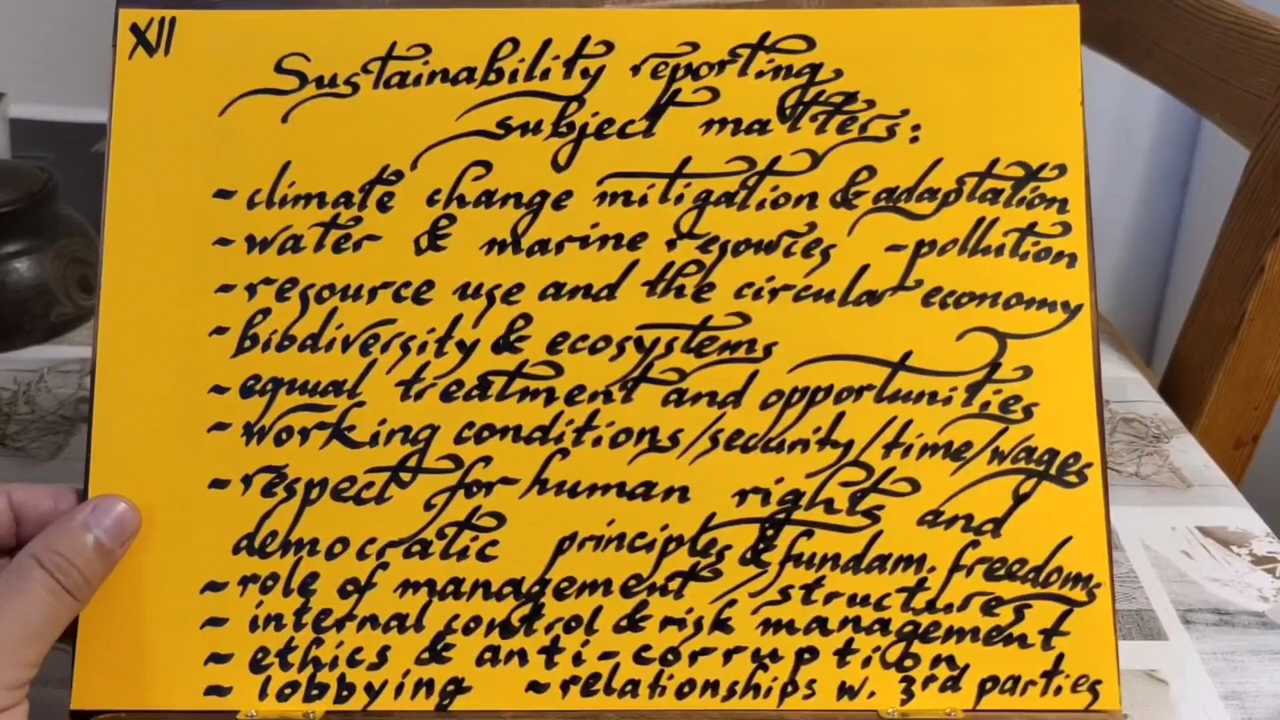 XII
Sustainability reporting
subject matters:
~ climate change mitigation & adaptation
~ water & marine resources ~ pollution
~ resource use and the circular economy
~ biodiversity & ecosystems
~ equal treatment and opportunities
~ working conditions/security/time/wages
~ respect for human rights and
democratic principles & fundam. freedoms
~ role of management / structures
~ internal control & risk management
~ ethics & anti-corruption
~ lobbying ~ relationships w. 3rd parties